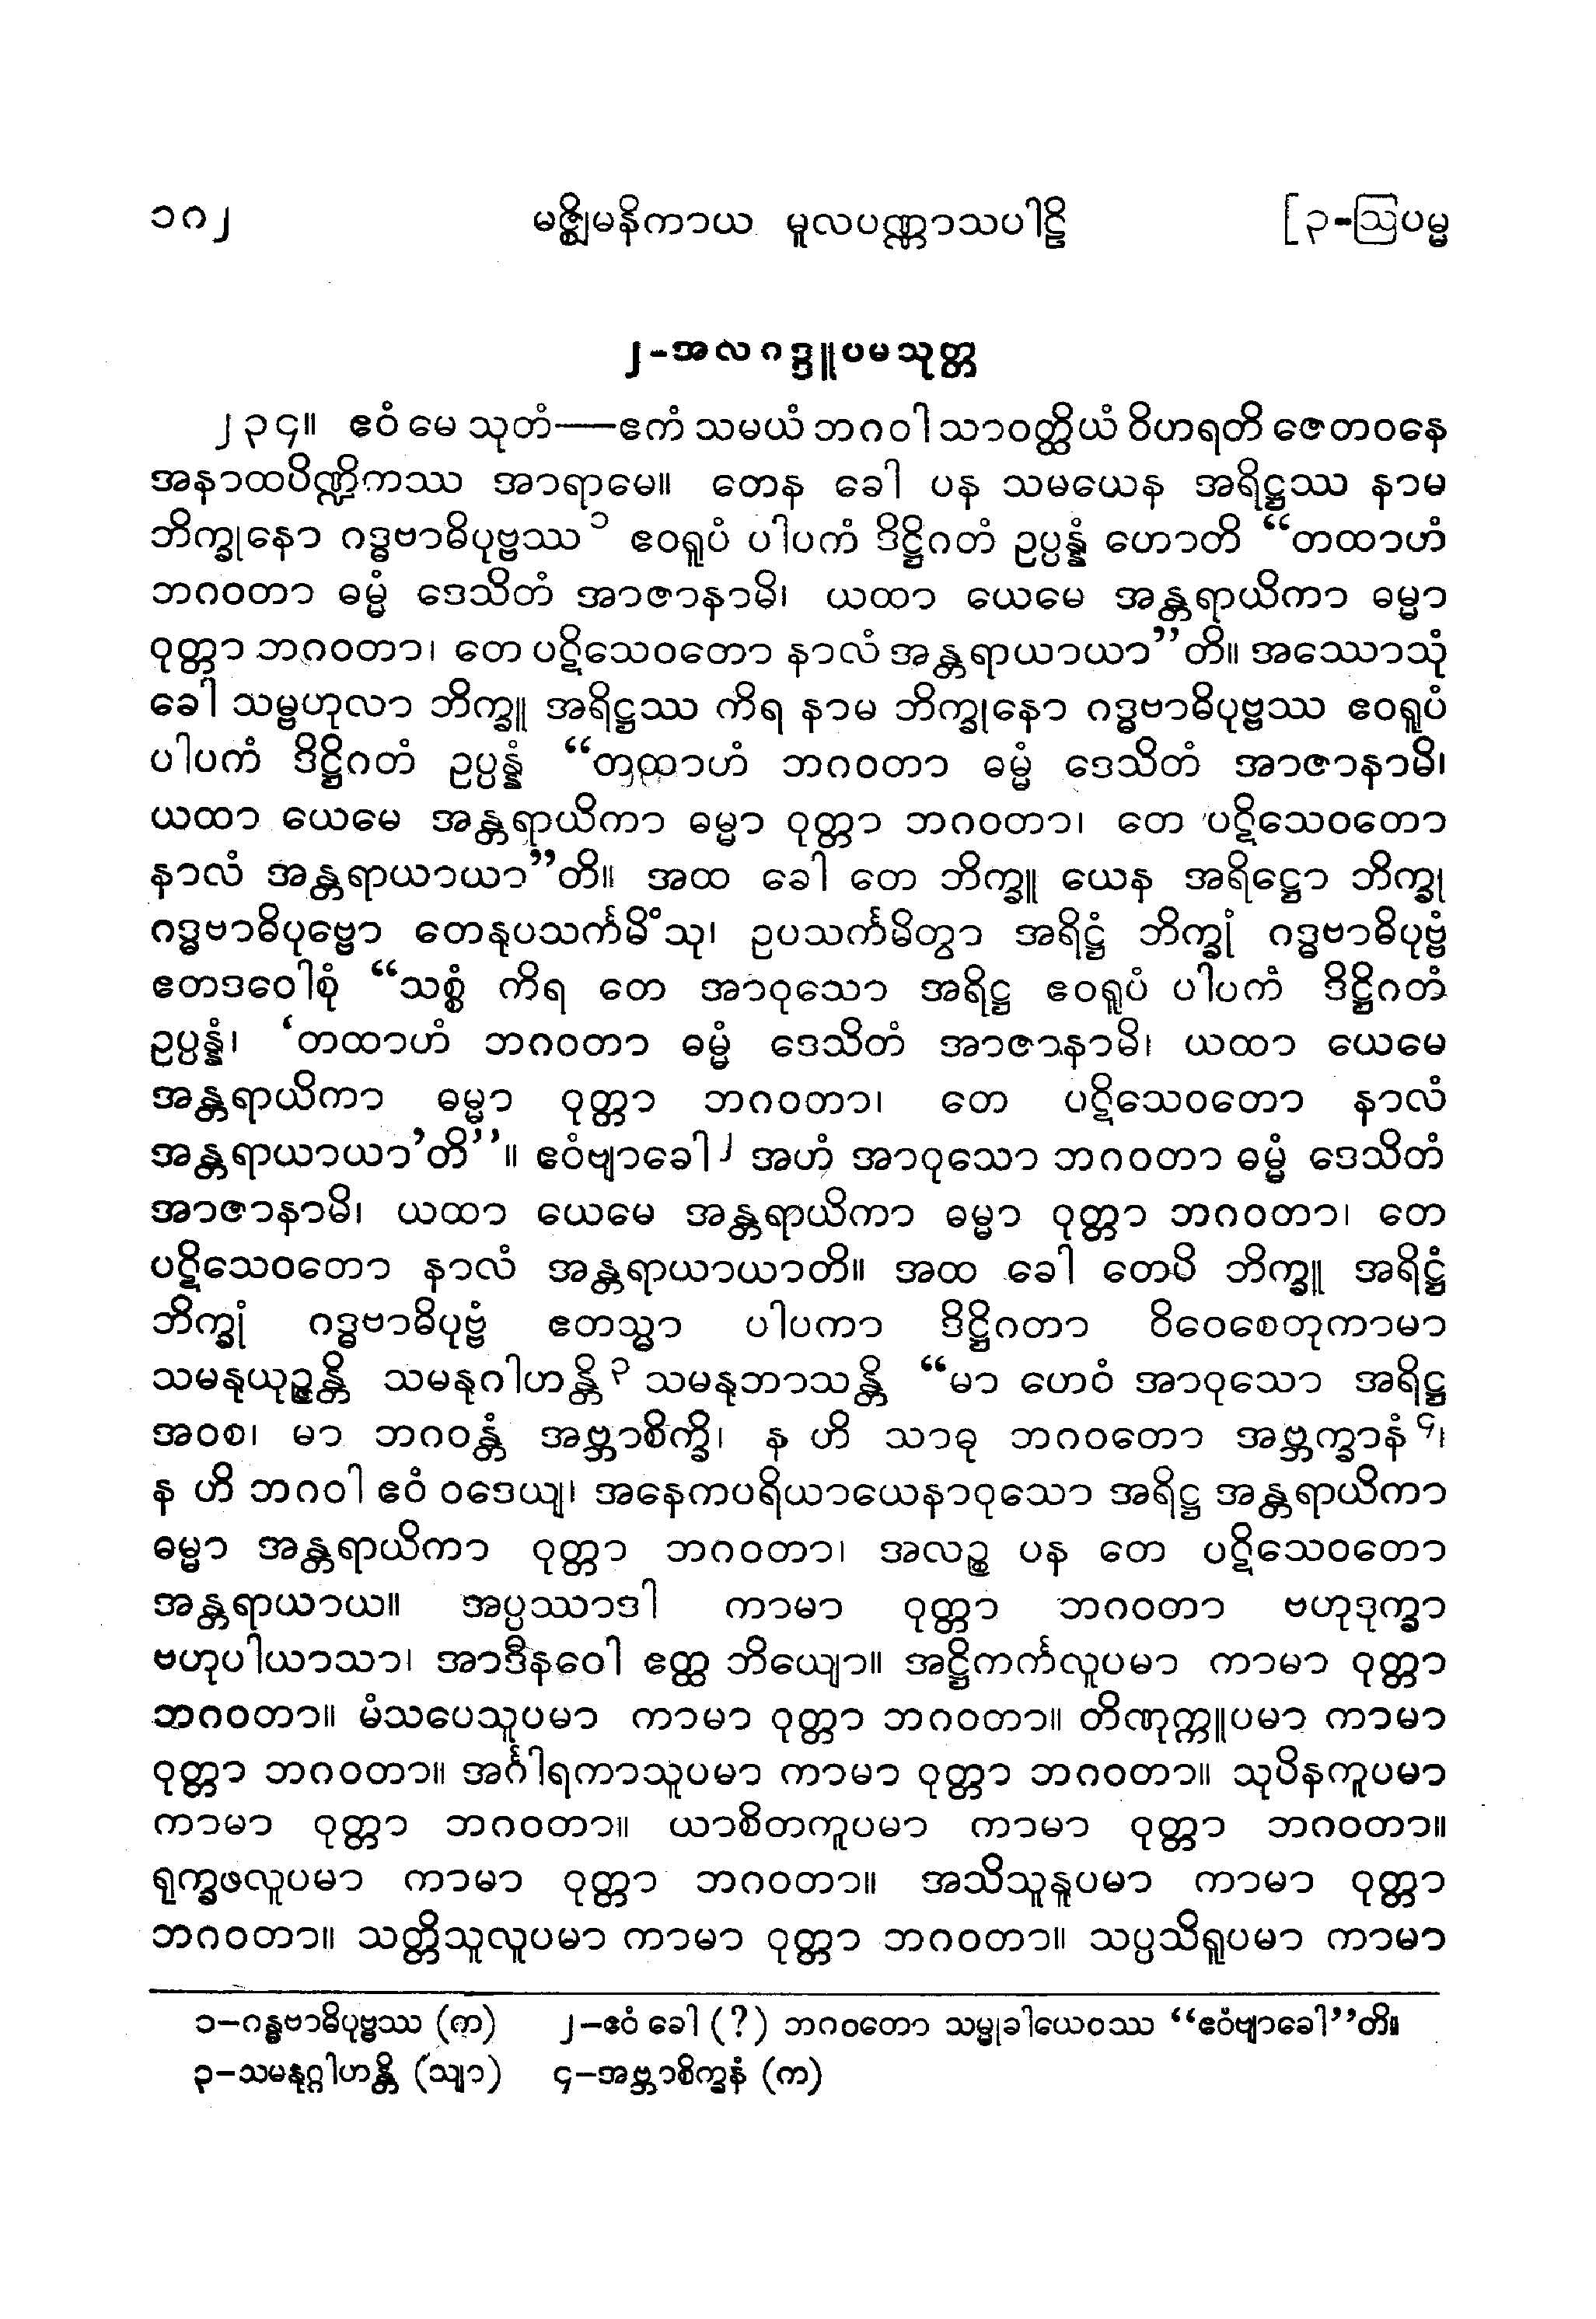 ၁၈၂ မဇ္ဈိမနိကာယ မူလပဏ္ဏာသပါဠိ [၃-ဩပမ္မ
၂-အလဂဒ္ဒူပမသုတ္တ
၂၃၄။ ဧဝံ မေ သုတံ—ဧကံ သမယံ ဘဂဝါ သာဝတ္ထိယံ ဝိဟရတိ ဇေတဝနေ
အနာထပိဏ္ဍိကဿ အာရာမေ။ တေန ခေါ ပန သမယေန အရိဋ္ဌဿ နာမ
ဘိက္ခုနော ဂဒ္ဓဗာဓိပုဗ္ဗဿ ၁ ဧဝရူပံ ပါပကံ ဒိဋ္ဌိဂတံ ဥပ္ပန္နံ ဟောတိ “တထာဟံ
ဘဂဝတာ ဓမ္မံ ဒေသိတံ အာဇာနာမိ၊ ယထာ ယေမေ အန္တရာယိကာ ဓမ္မာ
ဝုတ္တာ ဘဂဝတာ၊ တေ ပဋိသေဝတော နာလံ အန္တရာယာယာ”တိ။ အဿောသုံ
ခေါ သမ္ဗဟုလာ ဘိက္ခူ အရိဋ္ဌဿ ကိရ နာမ ဘိက္ခုနော ဂဒ္ဓဗာဓိပုဗ္ဗဿ ဧဝရူပံ
ပါပကံ ဒိဋ္ဌိဂတံ ဥပ္ပန္နံ “တထာဟံ ဘဂဝတာ ဓမ္မံ ဒေသိတံ အာဇာနာမိ၊
ယထာ ယေမေ အန္တရာယိကာ ဓမ္မာ ဝုတ္တာ ဘဂဝတာ၊ တေ ပဋိသေဝတော
နာလံ အန္တရာယာယာ”တိ။ အထ ခေါ တေ ဘိက္ခူ ယေန အရိဋ္ဌော ဘိက္ခု
ဂဒ္ဓဗာဓိပုဗ္ဗော တေနုပသင်္ကမိံသု၊ ဥပသင်္ကမိတွာ အရိဋ္ဌံ ဘိက္ခုံ ဂဒ္ဓဗာဓိပုဗ္ဗံ
ဧတဒဝေါစုံ “သစ္စံ ကိရ တေ အာဝုသော အရိဋ္ဌ ဧဝရူပံ ပါပကံ ဒိဋ္ဌိဂတံ
ဥပ္ပန္နံ၊ ‘တထာဟံ ဘဂဝတာ ဓမ္မံ ဒေသိတံ အာဇာနာမိ၊ ယထာ ယေမေ
အန္တရာယိကာ ဓမ္မာ ဝုတ္တာ ဘဂဝတာ၊ တေ ပဋိသေဝတော နာလံ
အန္တရာယာယာ’တိ”။ ဧဝံဗျာခေါ ၂ အဟံ အာဝုသော ဘဂဝတာ ဓမ္မံ ဒေသိတံ
အာဇာနာမိ၊ ယထာ ယေမေ အန္တရာယိကာ ဓမ္မာ ဝုတ္တာ ဘဂဝတာ၊ တေ
ပဋိသေဝတော နာလံ အန္တရာယာယာတိ။ အထ ခေါ တေပိ ဘိက္ခူ အရိဋ္ဌံ
ဘိက္ခုံ ဂဒ္ဓဗာဓိပုဗ္ဗံ ဧတသ္မာ ပါပကာ ဒိဋ္ဌိဂတာ ဝိဝေစေတုကာမာ
သမနုယုဉ္ဇန္တိ သမနုဂါဟန္တိ ၃ သမနုဘာသန္တိ “မာ ဟေဝံ အာဝုသော အရိဋ္ဌ
အဝစ၊ မာ ဘဂဝန္တံ အဗ္ဘာစိက္ခိ၊ န ဟိ သာဓု ဘဂဝတော အဗ္ဘက္ခာနံ ၄၊
န ဟိ ဘဂဝါ ဧဝံ ဝဒေယျ၊ အနေကပရိယာယေနာဝုသော အရိဋ္ဌ အန္တရာယိကာ
ဓမ္မာ အန္တရာယိကာ ဝုတ္တာ ဘဂဝတာ၊ အလဉ္စ ပန တေ ပဋိသေဝတော
အန္တရာယာယ။ အပ္ပဿာဒါ ကာမာ ဝုတ္တာ ဘဂဝတာ ဗဟုဒုက္ခာ
ဗဟုပါယာသာ၊ အာဒီနဝေါ ဧတ္ထ ဘိယျော။ အဋ္ဌိကင်္ကလူပမာ ကာမာ ဝုတ္တာ
ဘဂဝတာ။ မံသပေသူပမာ ကာမာ ဝုတ္တာ ဘဂဝတာ။ တိဏုက္ကူပမာ ကာမာ
ဝုတ္တာ ဘဂဝတာ။ အင်္ဂါရကာသူပမာ ကာမာ ဝုတ္တာ ဘဂဝတာ။ သုပိနကူပမာ
ကာမာ ဝုတ္တာ ဘဂဝတာ။ ယာစိတကူပမာ ကာမာ ဝုတ္တာ ဘဂဝတာ။
ရုက္ခဖလူပမာ ကာမာ ဝုတ္တာ ဘဂဝတာ။ အသိသူနူပမာ ကာမာ ဝုတ္တာ
ဘဂဝတာ။ သတ္တိသူလူပမာ ကာမာ ဝုတ္တာ ဘဂဝတာ။ သပ္ပသိရူပမာ ကာမာ
၁–ဂန္ဓဗာဓိပုဗ္ဗဿ (က) ၂–ဧဝံ ခေါ (?) ဘဂဝတော သမ္မုခါယေဝဿ “ဧဝံဗျာခေါ”တိ။
၃–သမနုဂ္ဂါဟန္တိ (သျာ) ၄–အဗ္ဘာစိက္ခနံ (က)